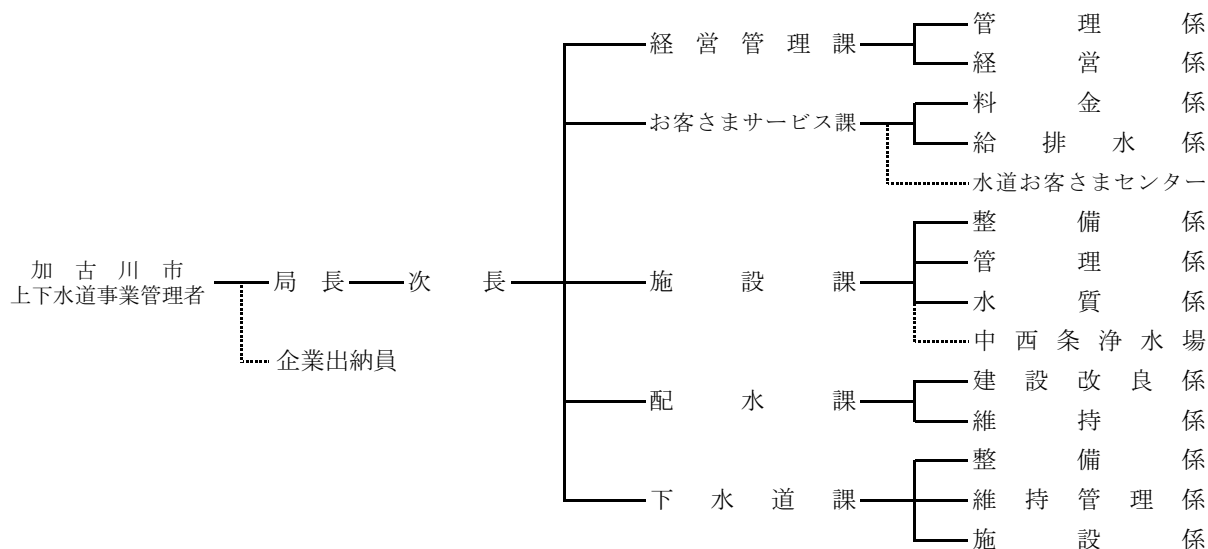 加古川市
上下水道事業管理者
局長
次長
企業出納員
経営管理課
管理係
経営係
お客さまサービス課
料金係
給排水係
水道お客さまセンター
施設課
整備係
管理係
水質係
中西条浄水場
配水課
建設改良係
維持係
下水道課
整備係
維持管理係
施設係